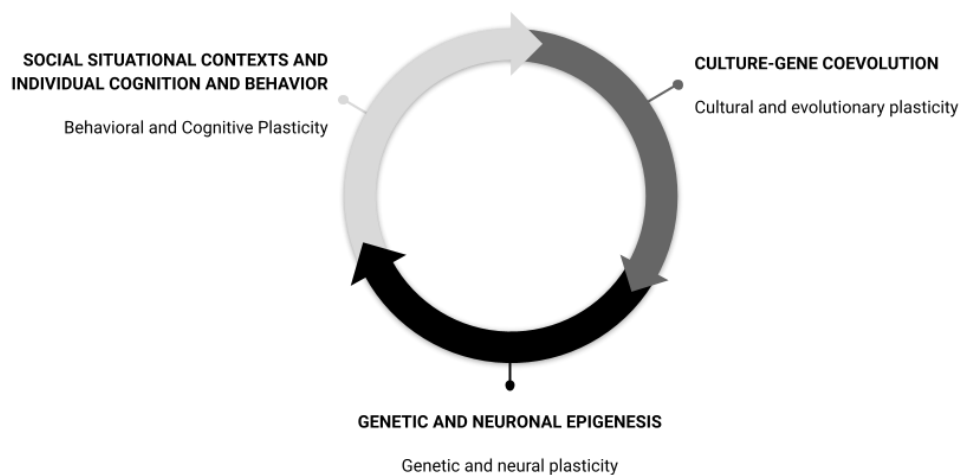 SOCIAL SITUATIONAL CONTEXTS AND
INDIVIDUAL COGNITION AND BEHAVIOR
Behavioral and Cognitive Plasticity
CULTURE-GENE COEVOLUTION
Cultural and evolutionary plasticity
GENETIC AND NEURONAL EPIGENESIS
Genetic and neural plasticity